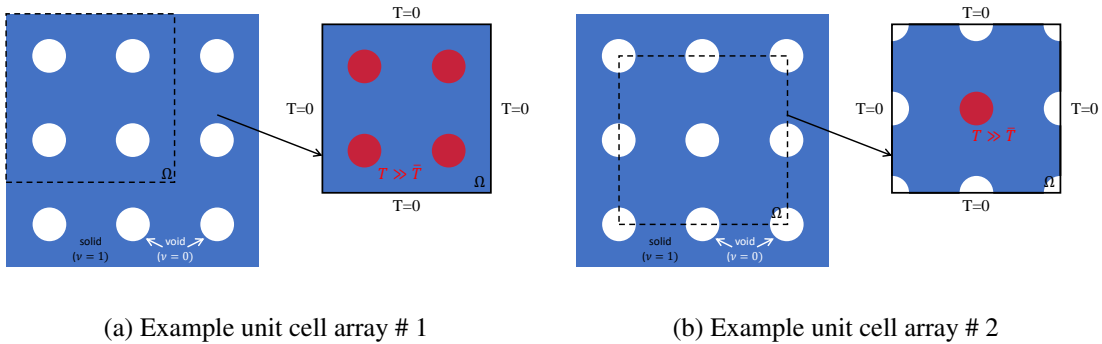 T=0
T=0
T=0
T ≫ T̄
Ω
T=0
Ω
solid
(ν = 1)
void
(ν = 0)
(a) Example unit cell array # 1
T=0
T=0
T=0
T ≫ T̄
Ω
T=0
Ω
solid
(ν = 1)
void
(ν = 0)
(b) Example unit cell array # 2